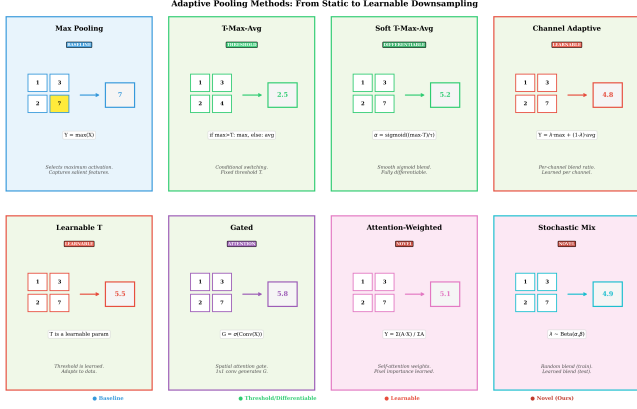 Adaptive Pooling Methods: From Static to Learnable Downsampling
Max Pooling
BASELINE
1 3
2 7
7
Y = max(X)
Selects maximum activation.
Captures salient features.
T-Max-Avg
THRESHOLD
1 3
2 4
2.5
if max>T: max, else: avg
Conditional switching.
Fixed threshold T.
Soft T-Max-Avg
DIFFERENTIABLE
1 3
2 7
5.2
α = sigmoid((max-T)/τ)
Smooth sigmoid blend.
Fully differentiable.
Channel Adaptive
LEARNABLE
1 3
2 7
4.8
Y = λ·max + (1-λ)·avg
Per-channel blend ratio.
Learned per channel.
Learnable T
LEARNABLE
1 3
2 7
5.5
T is a learnable param
Threshold is learned.
Adapts to data.
Gated
ATTENTION
1 3
2 7
5.8
G = σ(Conv(X))
Spatial attention gate.
1x1 conv generates G.
Attention-Weighted
NOVEL
1 3
2 7
5.1
Y = Σ(A·X) / ΣA
Self-attention weights.
Pixel importance learned.
Stochastic Mix
NOVEL
1 3
2 7
4.9
λ ~ Beta(α,β)
Random blend (train).
Learned blend (test).
● Baseline
● Threshold/Differentiable
● Learnable
● Novel (Ours)